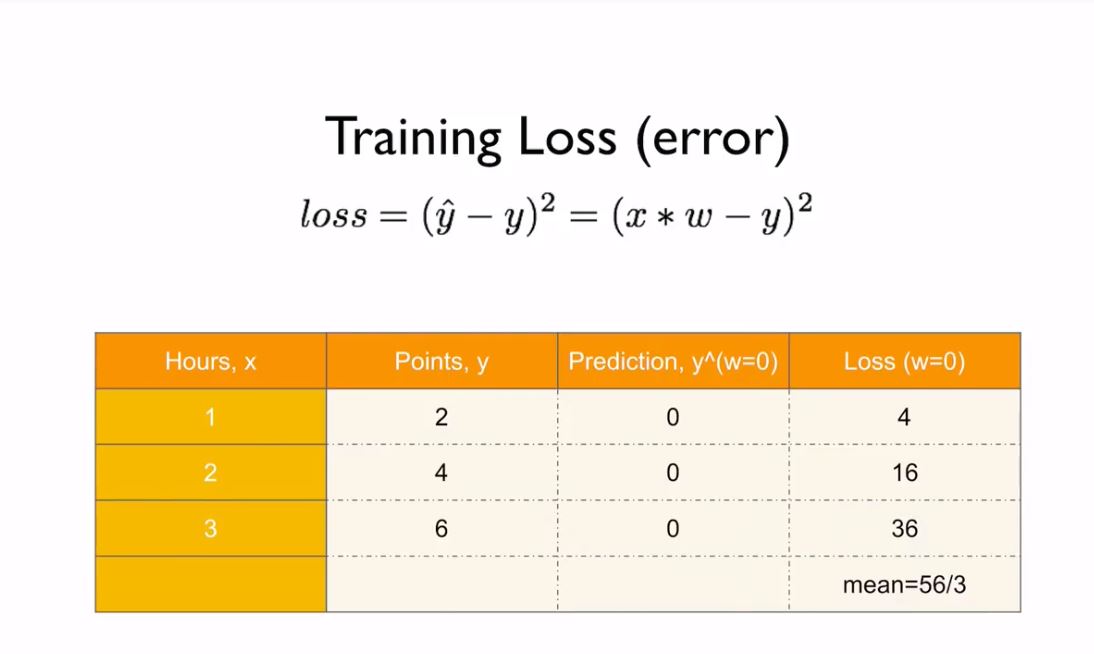 Training Loss (error)
loss = (ŷ − y)² = (x * w − y)²
Hours, x Points, y Prediction, y^(w=0) Loss (w=0)
1 2 0 4
2 4 0 16
3 6 0 36
mean=56/3